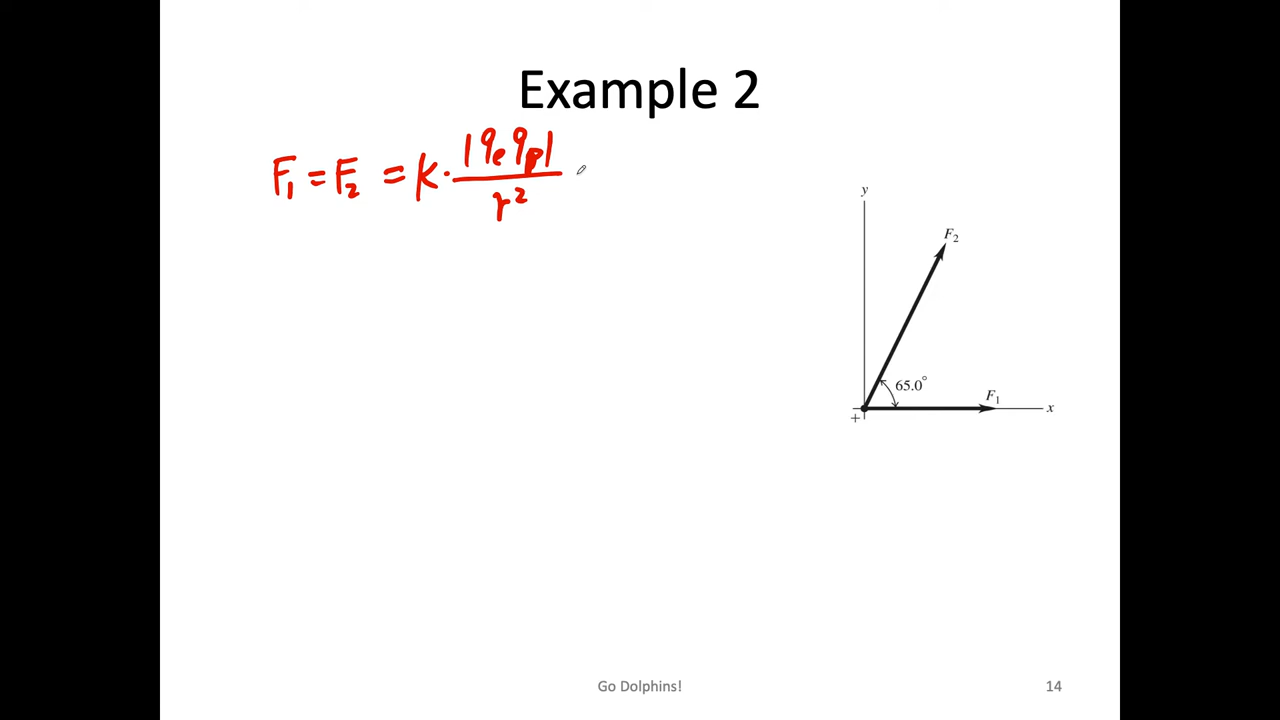 Example 2
F₁ = F₂ = k · |qₑqₚ| / r²
y
F₂
65.0°
F₁
x
+
Go Dolphins!
14